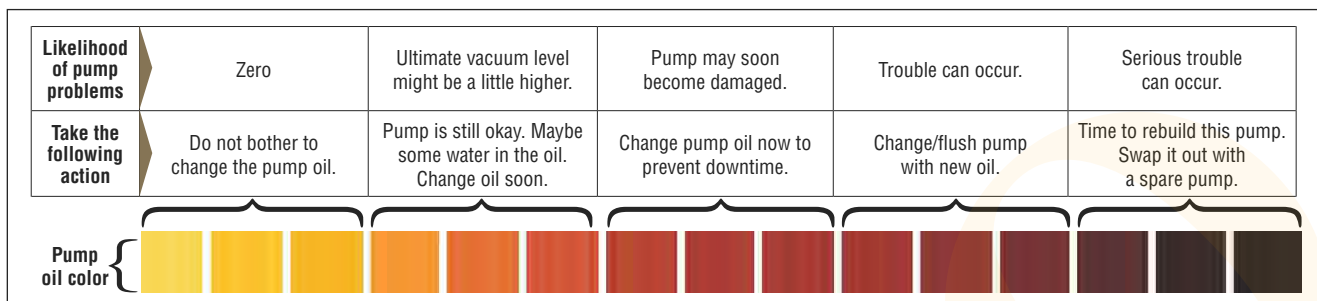 Likelihood
of pump
problems
Zero
Ultimate vacuum level
might be a little higher.
Pump may soon
become damaged.
Trouble can occur.
Serious trouble
can occur.
Take the
following
action
Do not bother to
change the pump oil.
Pump is still okay. Maybe
some water in the oil.
Change oil soon.
Change pump oil now to
prevent downtime.
Change/flush pump
with new oil.
Time to rebuild this pump.
Swap it out with
a spare pump.
Pump
oil color